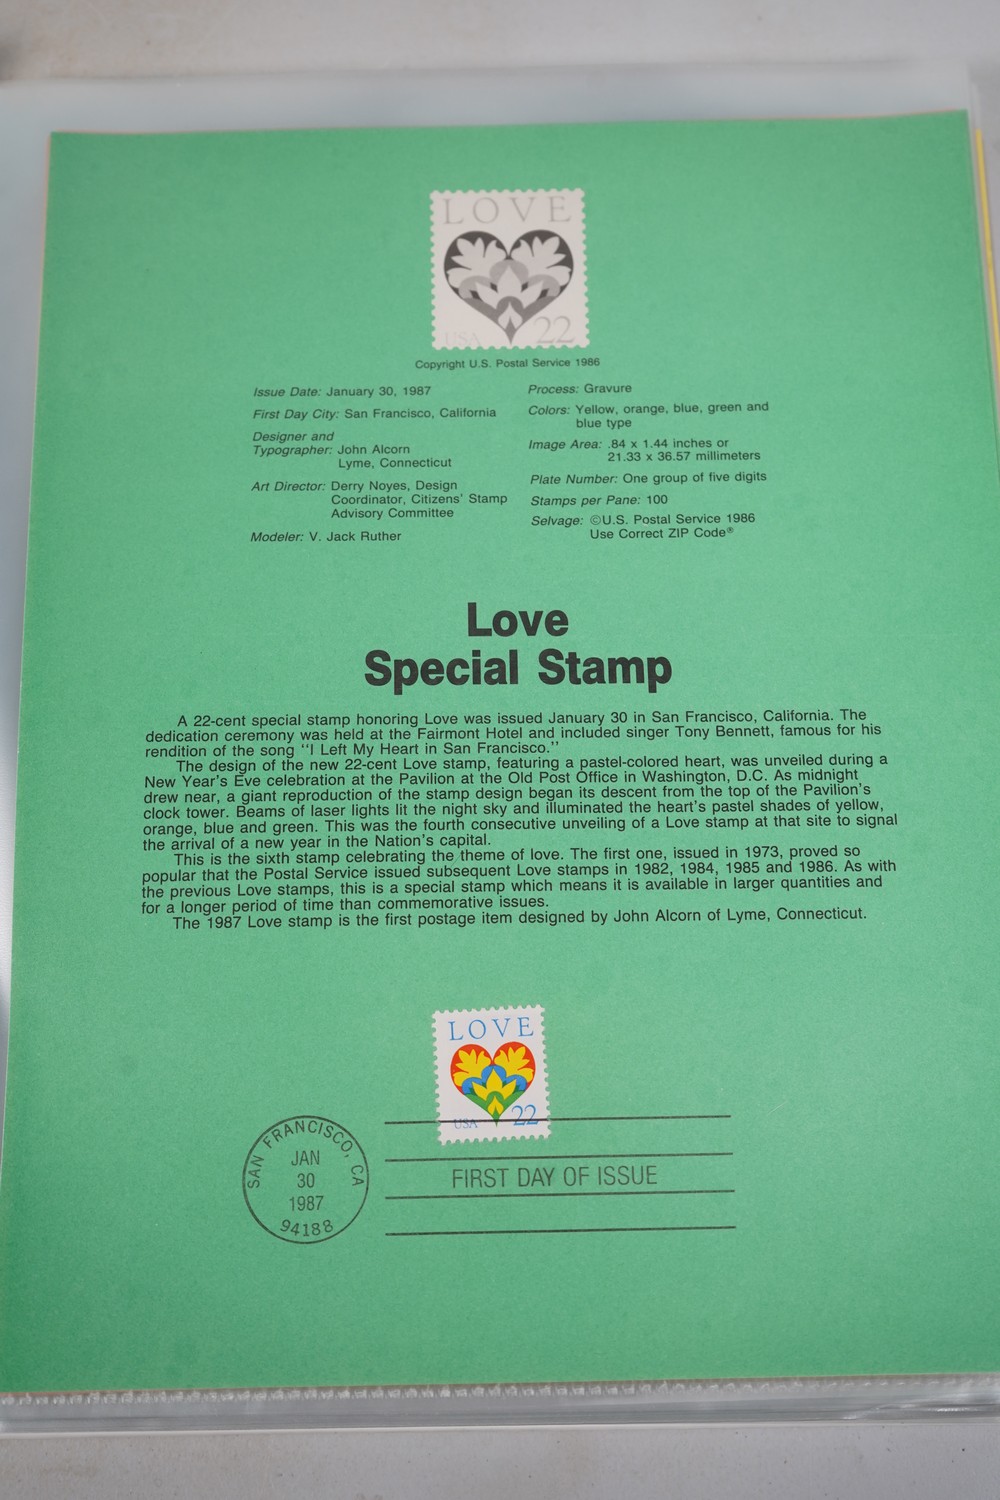 LOVE
USA 22
Copyright U.S. Postal Service 1986
Issue Date: January 30, 1987
First Day City: San Francisco, California
Designer and
Typographer: John Alcorn
Lyme, Connecticut
Art Director: Derry Noyes, Design
Coordinator, Citizens' Stamp
Advisory Committee
Modeler: V. Jack Ruther
Process: Gravure
Colors: Yellow, orange, blue, green and
blue type
Image Area: .84 x 1.44 inches or
21.33 x 36.57 millimeters
Plate Number: One group of five digits
Stamps per Pane: 100
Selvage: ©U.S. Postal Service 1986
Use Correct ZIP Code®
Love
Special Stamp
A 22-cent special stamp honoring Love was issued January 30 in San Francisco, California. The
dedication ceremony was held at the Fairmont Hotel and included singer Tony Bennett, famous for his
rendition of the song "I Left My Heart in San Francisco."
The design of the new 22-cent Love stamp, featuring a pastel-colored heart, was unveiled during a
New Year's Eve celebration at the Pavilion at the Old Post Office in Washington, D.C. As midnight
drew near, a giant reproduction of the stamp design began its descent from the top of the Pavilion's
clock tower. Beams of laser lights lit the night sky and illuminated the heart's pastel shades of yellow,
orange, blue and green. This was the fourth consecutive unveiling of a Love stamp at that site to signal
the arrival of a new year in the Nation's capital.
This is the sixth stamp celebrating the theme of love. The first one, issued in 1973, proved so
popular that the Postal Service issued subsequent Love stamps in 1982, 1984, 1985 and 1986. As with
the previous Love stamps, this is a special stamp which means it is available in larger quantities and
for a longer period of time than commemorative issues.
The 1987 Love stamp is the first postage item designed by John Alcorn of Lyme, Connecticut.
LOVE
USA 22
SAN FRANCISCO, CA
JAN
30
1987
94188
FIRST DAY OF ISSUE